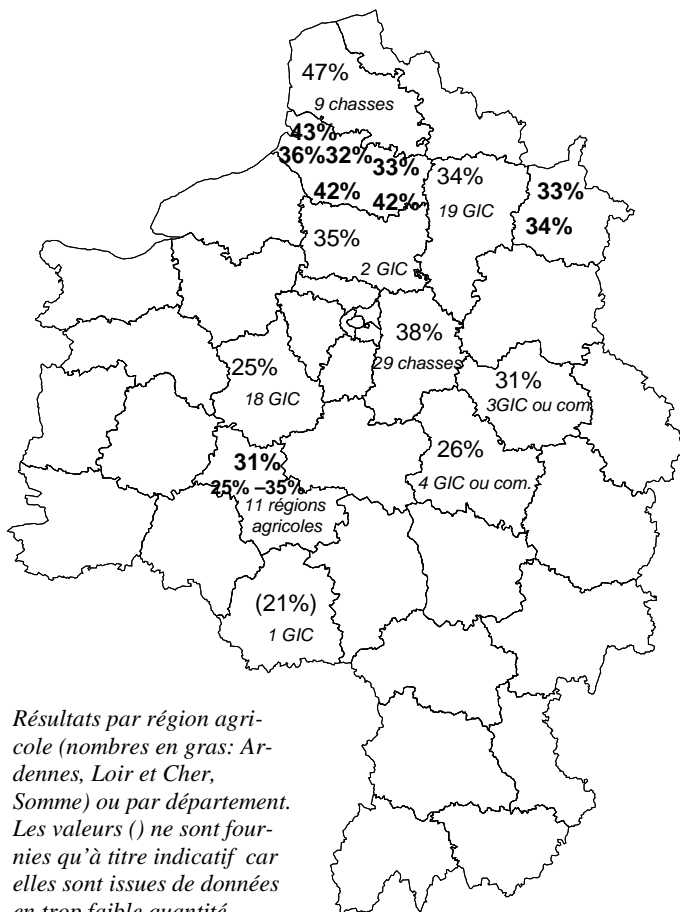 47%
9 chasses
43%
36%32%
33%
42%
42%
34%
19 GIC
33%
34%
35%
2 GIC
38%
29 chasses
25%
18 GIC
31%
3GIC ou com
26%
4 GIC ou com.
31%
25% –35%
11 régions
agricoles
(21%)
1 GIC
Résultats par région agri-
cole (nombres en gras: Ar-
dennes, Loir et Cher,
Somme) ou par département.
Les valeurs () ne sont four-
nies qu'à titre indicatif car
elles sont issues de données
en trop faible quantité